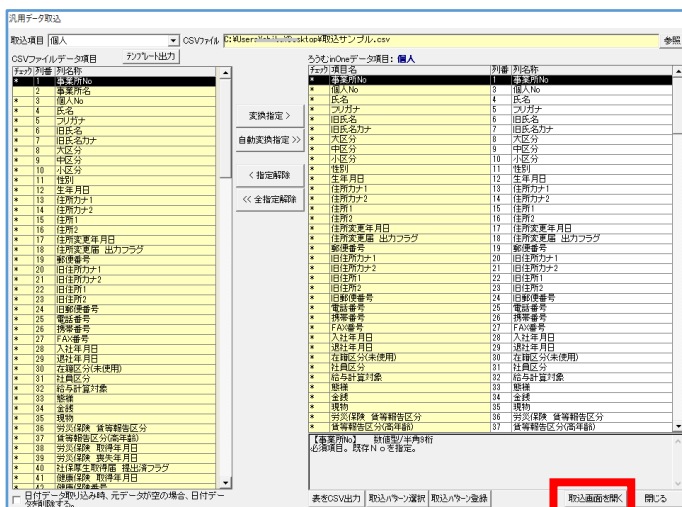 汎用データ取込
取込項目 個人 CSVファイル C:¥Users¥ ¥Desktop¥取込サンプル.csv 参照
CSVファイルデータ項目 テンプレート出力 ろうむinOneデータ項目: 個人
チェック 列番 列名称
* 1 事業所No
2 事業所名
* 3 個人No
* 4 氏名
* 5 フリガナ
* 6 旧氏名
* 7 旧氏名カナ
* 8 大区分
* 9 中区分
* 10 小区分
* 11 性別
* 12 生年月日
* 13 住所カナ1
* 14 住所カナ2
* 15 住所1
* 16 住所2
* 17 住所変更年月日
* 18 住所変更届 出力フラグ
* 19 郵便番号
* 20 旧住所カナ1
* 21 旧住所カナ2
* 22 旧住所1
* 23 旧住所2
* 24 旧郵便番号
* 25 電話番号
* 26 携帯番号
* 27 FAX番号
* 28 入社年月日
* 29 退社年月日
* 30 在籍区分(未使用)
* 31 社員区分
* 32 給与計算対象
* 33 態様
* 34 金銭
* 35 現物
* 36 労災保険 賃等報告区分
* 37 賃等報告区分(高年齢)
* 38 労災保険 取得年月日
* 39 労災保険 喪失年月日
* 40 社保厚生取得届 提出済フラグ
* 41 健康保険 取得年月日
* 42 健康保険番号
日付データ取り込み時、元データが空の場合、日付データを削除する。
変換指定 >
自動変換指定 >>
< 指定解除
<< 全指定解除
チェック 項目名 列番 列名称
* 事業所No 1 事業所No
* 個人No 3 個人No
* 氏名 4 氏名
* フリガナ 5 フリガナ
* 旧氏名 6 旧氏名
* 旧氏名カナ 7 旧氏名カナ
* 大区分 8 大区分
* 中区分 9 中区分
* 小区分 10 小区分
* 性別 11 性別
* 生年月日 12 生年月日
* 住所カナ1 13 住所カナ1
* 住所カナ2 14 住所カナ2
* 住所1 15 住所1
* 住所2 16 住所2
* 住所変更年月日 17 住所変更年月日
* 住所変更届 出力フラグ 18 住所変更届 出力フラグ
* 郵便番号 19 郵便番号
* 旧住所カナ1 20 旧住所カナ1
* 旧住所カナ2 21 旧住所カナ2
* 旧住所1 22 旧住所1
* 旧住所2 23 旧住所2
* 旧郵便番号 24 旧郵便番号
* 電話番号 25 電話番号
* 携帯番号 26 携帯番号
* FAX番号 27 FAX番号
* 入社年月日 28 入社年月日
* 退社年月日 29 退社年月日
* 在籍区分(未使用) 30 在籍区分(未使用)
* 社員区分 31 社員区分
* 給与計算対象 32 給与計算対象
* 態様 33 態様
* 金銭 34 金銭
* 現物 35 現物
* 労災保険 賃等報告区分 36 労災保険 賃等報告区分
* 賃等報告区分(高年齢) 37 賃等報告区分(高年齢)
【事業所No】 数値型/半角9桁
必須項目。既存Noを指定。
表をCSV出力 取込パターン選択 取込パターン登録 取込画面を開く 閉じる